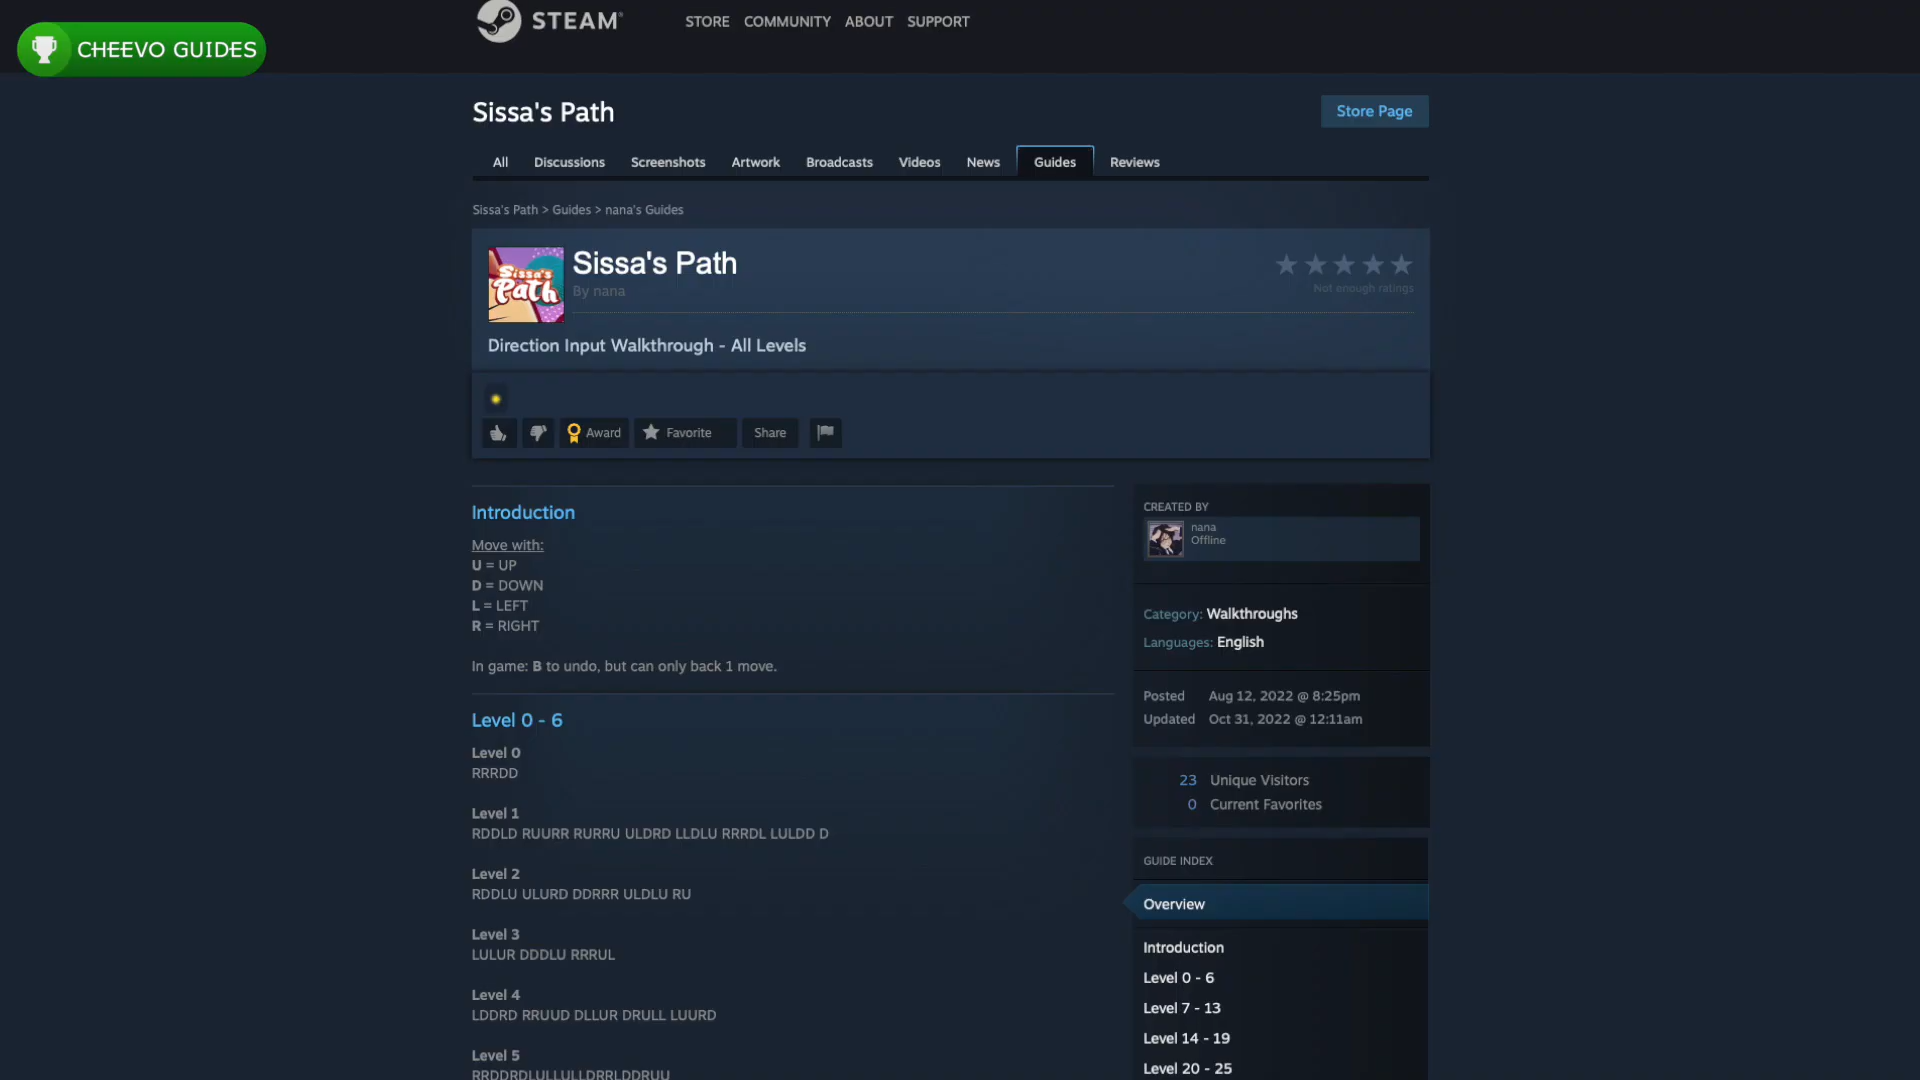 CHEEVO GUIDES
STEAM
STORE COMMUNITY ABOUT SUPPORT
Sissa's Path
Store Page
All Discussions Screenshots Artwork Broadcasts Videos News Guides Reviews
Sissa's Path > Guides > nana's Guides
Sissa's Path
Sissa's Path
By nana
Not enough ratings
Direction Input Walkthrough - All Levels
Award Favorite Share
Introduction
Move with:
U = UP
D = DOWN
L = LEFT
R = RIGHT
In game: B to undo, but can only back 1 move.
Level 0 - 6
Level 0
RRRDD
Level 1
RDDLD RUURR RURRU ULDRD LLDLU RRRDL LULDD D
Level 2
RDDLU ULURD DDRRR ULDLU RU
Level 3
LULUR DDDLU RRRUL
Level 4
LDDRD RRUUD DLLUR DRULL LUURD
Level 5
RRDDRDLULLULLDRRLDDRUU
CREATED BY
nana
Offline
Category: Walkthroughs
Languages: English
Posted Aug 12, 2022 @ 8:25pm
Updated Oct 31, 2022 @ 12:11am
23 Unique Visitors
0 Current Favorites
GUIDE INDEX
Overview
Introduction
Level 0 - 6
Level 7 - 13
Level 14 - 19
Level 20 - 25